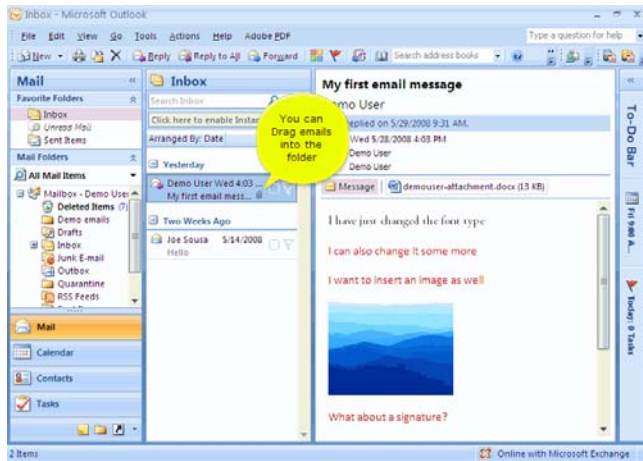 Inbox - Microsoft Outlook
File Edit View Go Tools Actions Help Adobe PDF
Type a question for help
New Reply Reply to All Forward Search address books
Mail
Favorite Folders
Inbox
Unread Mail
Sent Items
Mail Folders
All Mail Items
Mailbox - Demo User
Deleted Items (7)
Demo emails
Drafts
Inbox
Junk E-mail
Outbox
Quarantine
RSS Feeds
Mail
Calendar
Contacts
Tasks
2 Items
Inbox
Search Inbox
Click here to enable Instan
Arranged By: Date
Yesterday
Demo User Wed 4:03 ...
My first email mess...
Two Weeks Ago
Joe Sousa 5/14/2008
Hello
You can
Drag emails
into the
folder
My first email message
Demo User
replied on 5/29/2008 9:31 AM.
Wed 5/28/2008 4:03 PM
Demo User
Demo User
Message demouser-attachment.docx (13 KB)
I have just changed the font type
I can also change it some more
I want to insert an image as well
What about a signature?
To-Do Bar
Fri 9:00 A...
Today: 0 Tasks
Online with Microsoft Exchange